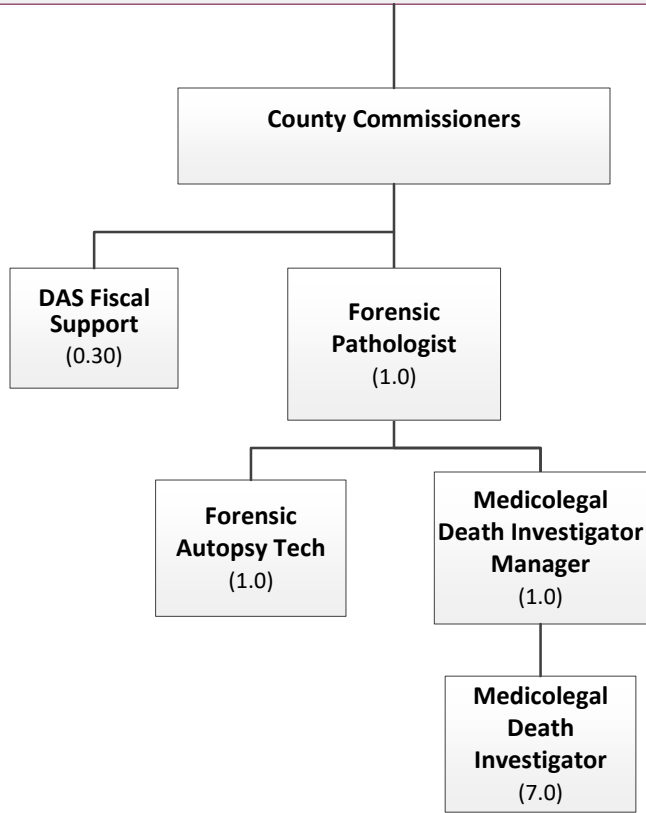 County Commissioners
DAS Fiscal
Support
(0.30)
Forensic
Pathologist
(1.0)
Forensic
Autopsy Tech
(1.0)
Medicolegal
Death Investigator
Manager
(1.0)
Medicolegal
Death
Investigator
(7.0)